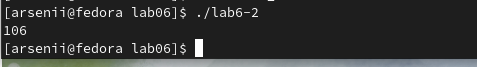 [arsenii@fedora lab06]$ ./lab6-2
106
[arsenii@fedora lab06]$